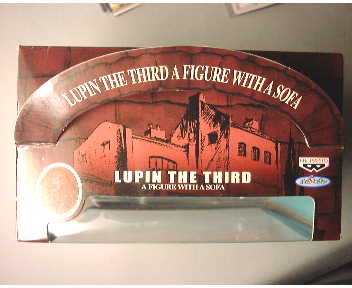 LUPIN THE THIRD A FIGURE WITH A SOFA
LUPIN THE THIRD
A FIGURE WITH A SOFA